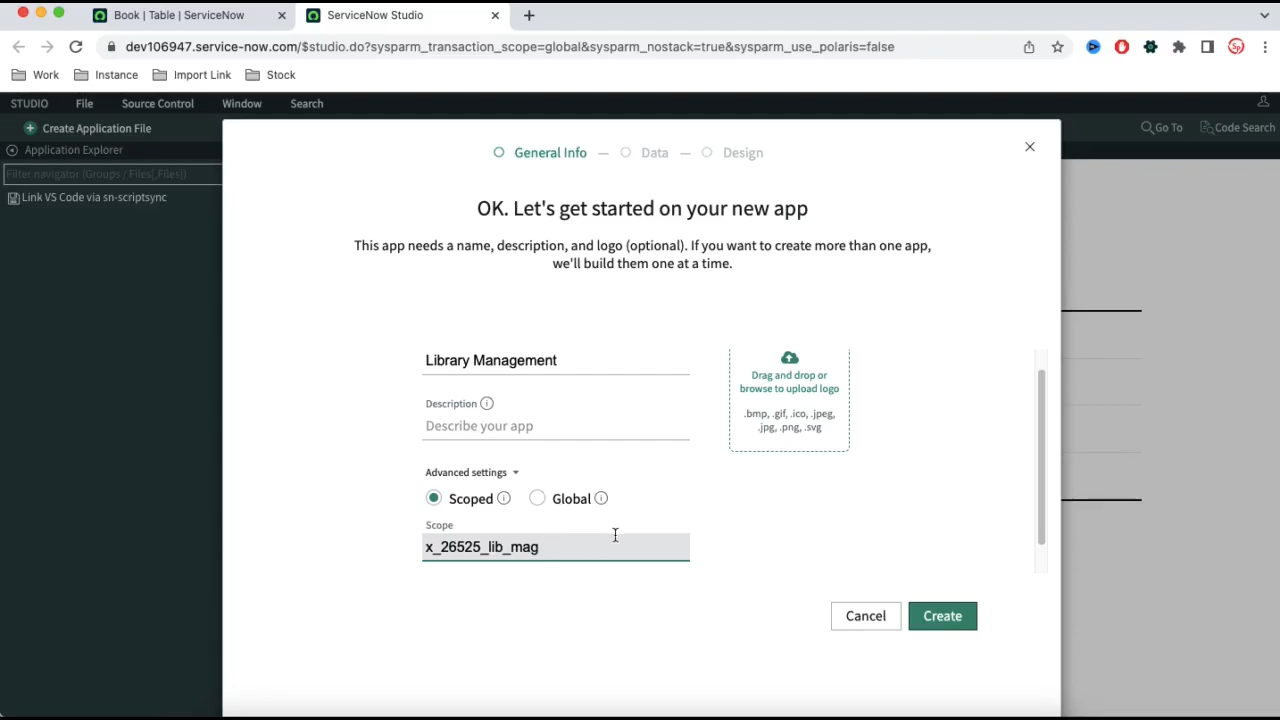 Book | Table | ServiceNow
ServiceNow Studio
dev106947.service-now.com/$studio.do?sysparm_transaction_scope=global&sysparm_nostack=true&sysparm_use_polaris=false
Sp
Work
Instance
Import Link
Stock
STUDIO
File
Source Control
Window
Search
Create Application File
Go To
Code Search
Application Explorer
Filter navigator (Groups / Files[,Files])
Link VS Code via sn-scriptsync
General Info — Data — Design
OK. Let's get started on your new app
This app needs a name, description, and logo (optional). If you want to create more than one app,
we'll build them one at a time.
Library Management
Drag and drop or
browse to upload logo
.bmp, .gif, .ico, .jpeg,
.jpg, .png, .svg
Description
Describe your app
Advanced settings
Scoped
Global
Scope
x_26525_lib_mag
Cancel
Create